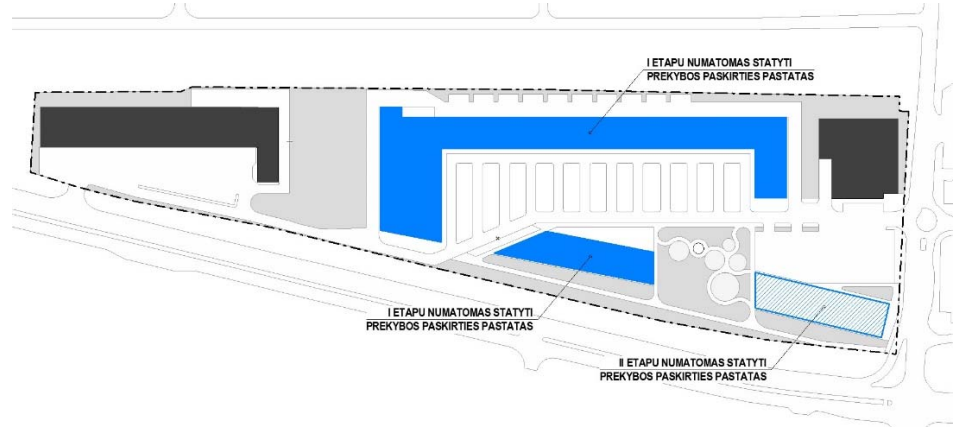 I ETAPU NUMATOMAS STATYTI
PREKYBOS PASKIRTIES PASTATAS
I ETAPU NUMATOMAS STATYTI
PREKYBOS PASKIRTIES PASTATAS
II ETAPU NUMATOMAS STATYTI
PREKYBOS PASKIRTIES PASTATAS